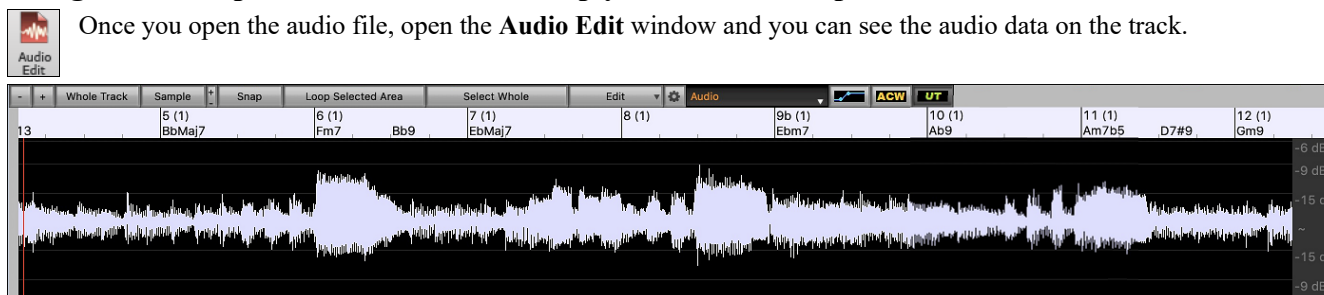 Once you open the audio file, open the Audio Edit window and you can see the audio data on the track.
Audio
Edit
- + Whole Track Sample + - Snap Loop Selected Area Select Whole Edit Audio ACW UT
5 (1) 6 (1) 7 (1) 8 (1) 9b (1) 10 (1) 11 (1) 12 (1)
13 BbMaj7 Fm7 Bb9 EbMaj7 Ebm7 Ab9 Am7b5 D7#9 Gm9
-6 dB
-9 dB
-15 d
~
-15 d
-9 dB